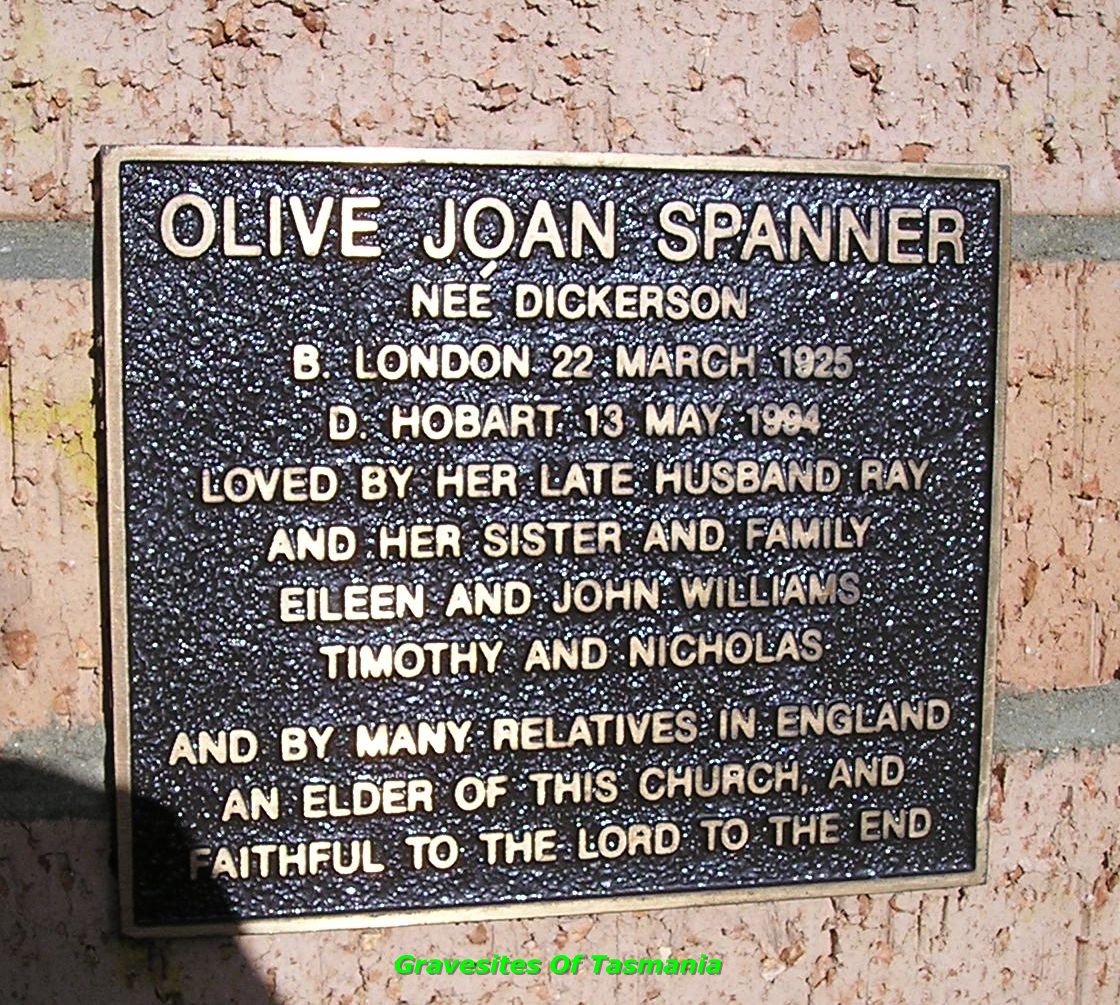 OLIVE JOAN SPANNER
NEÉ DICKERSON
B. LONDON 22 MARCH 1925
D. HOBART 13 MAY 1994
LOVED BY HER LATE HUSBAND RAY
AND HER SISTER AND FAMILY
EILEEN AND JOHN WILLIAMS
TIMOTHY AND NICHOLAS
AND BY MANY RELATIVES IN ENGLAND
AN ELDER OF THIS CHURCH, AND
FAITHFUL TO THE LORD TO THE END
Gravesites Of Tasmania